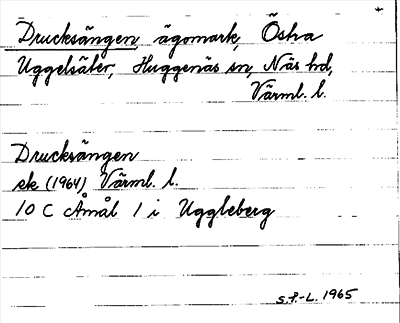 Drucksängen, ägomark, Östra
Uggelsäter, Huggenäs sn, Näs hd,
Värml. l.
Drucksängen
ek (1964) Värml. l.
10 C Åmål 1 i Uggleberg
S.F.-L. 1965